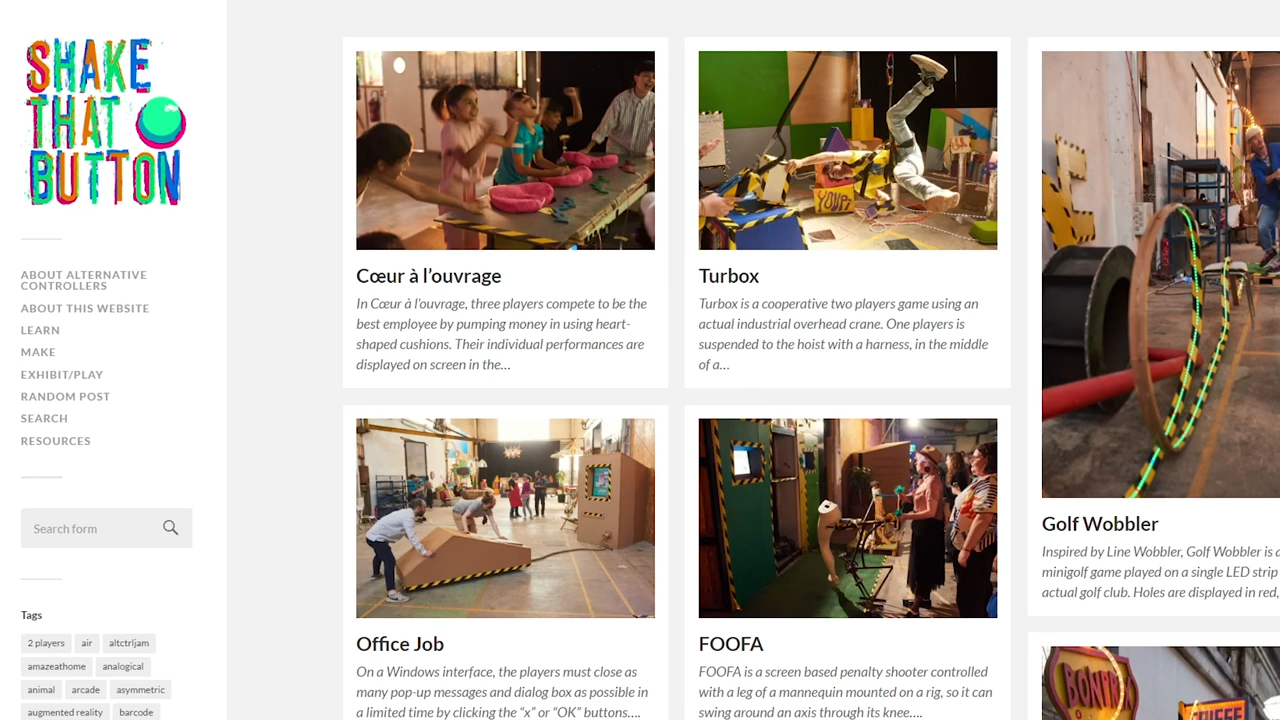 SHAKE
THAT
BUTTON
ABOUT ALTERNATIVE
CONTROLLERS
ABOUT THIS WEBSITE
LEARN
MAKE
EXHIBIT/PLAY
RANDOM POST
SEARCH
RESOURCES
Search form
Tags
2 players air altctrljam
amazeathome analogical
animal arcade asymmetric
augmented reality barcode
Cœur à l’ouvrage
In Cœur à l’ouvrage, three players compete to be the
best employee by pumping money in using heart-
shaped cushions. Their individual performances are
displayed on screen in the…
YOUPI
Turbox
Turbox is a cooperative two players game using an
actual industrial overhead crane. One players is
suspended to the hoist with a harness, in the middle
of a…
Office Job
On a Windows interface, the players must close as
many pop-up messages and dialog box as possible in
a limited time by clicking the “x” or “OK” buttons….
FOOFA
FOOFA is a screen based penalty shooter controlled
with a leg of a mannequin mounted on a rig, so it can
swing around an axis through its knee….
Golf Wobbler
Inspired by Line Wobbler, Golf Wobbler is
minigolf game played on a single LED strip
actual golf club. Holes are displayed in red,